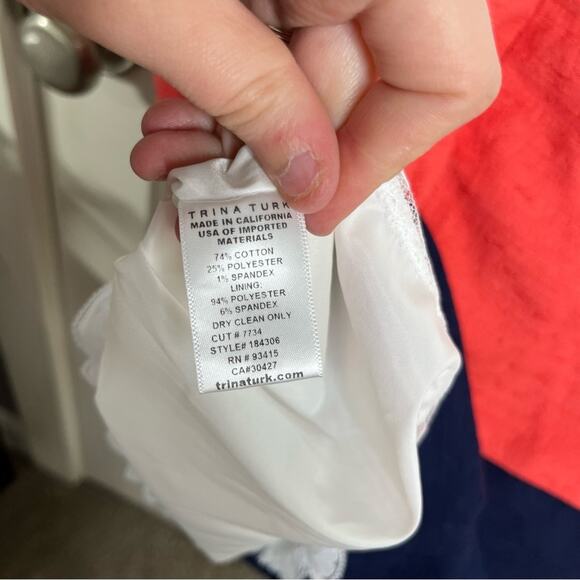 TRINA TURK
MADE IN CALIFORNIA
USA OF IMPORTED
MATERIALS
74% COTTON
25% POLYESTER
1% SPANDEX
LINING:
94% POLYESTER
6% SPANDEX
DRY CLEAN ONLY
CUT# 7734
STYLE# 184306
RN # 93415
CA#30427
trinaturk.com